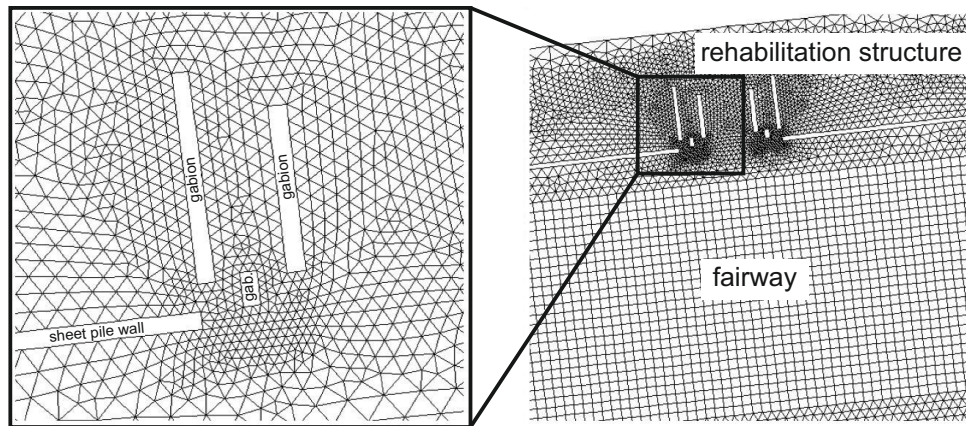 gabion
gabion
gab.
sheet pile wall
rehabilitation structure
fairway